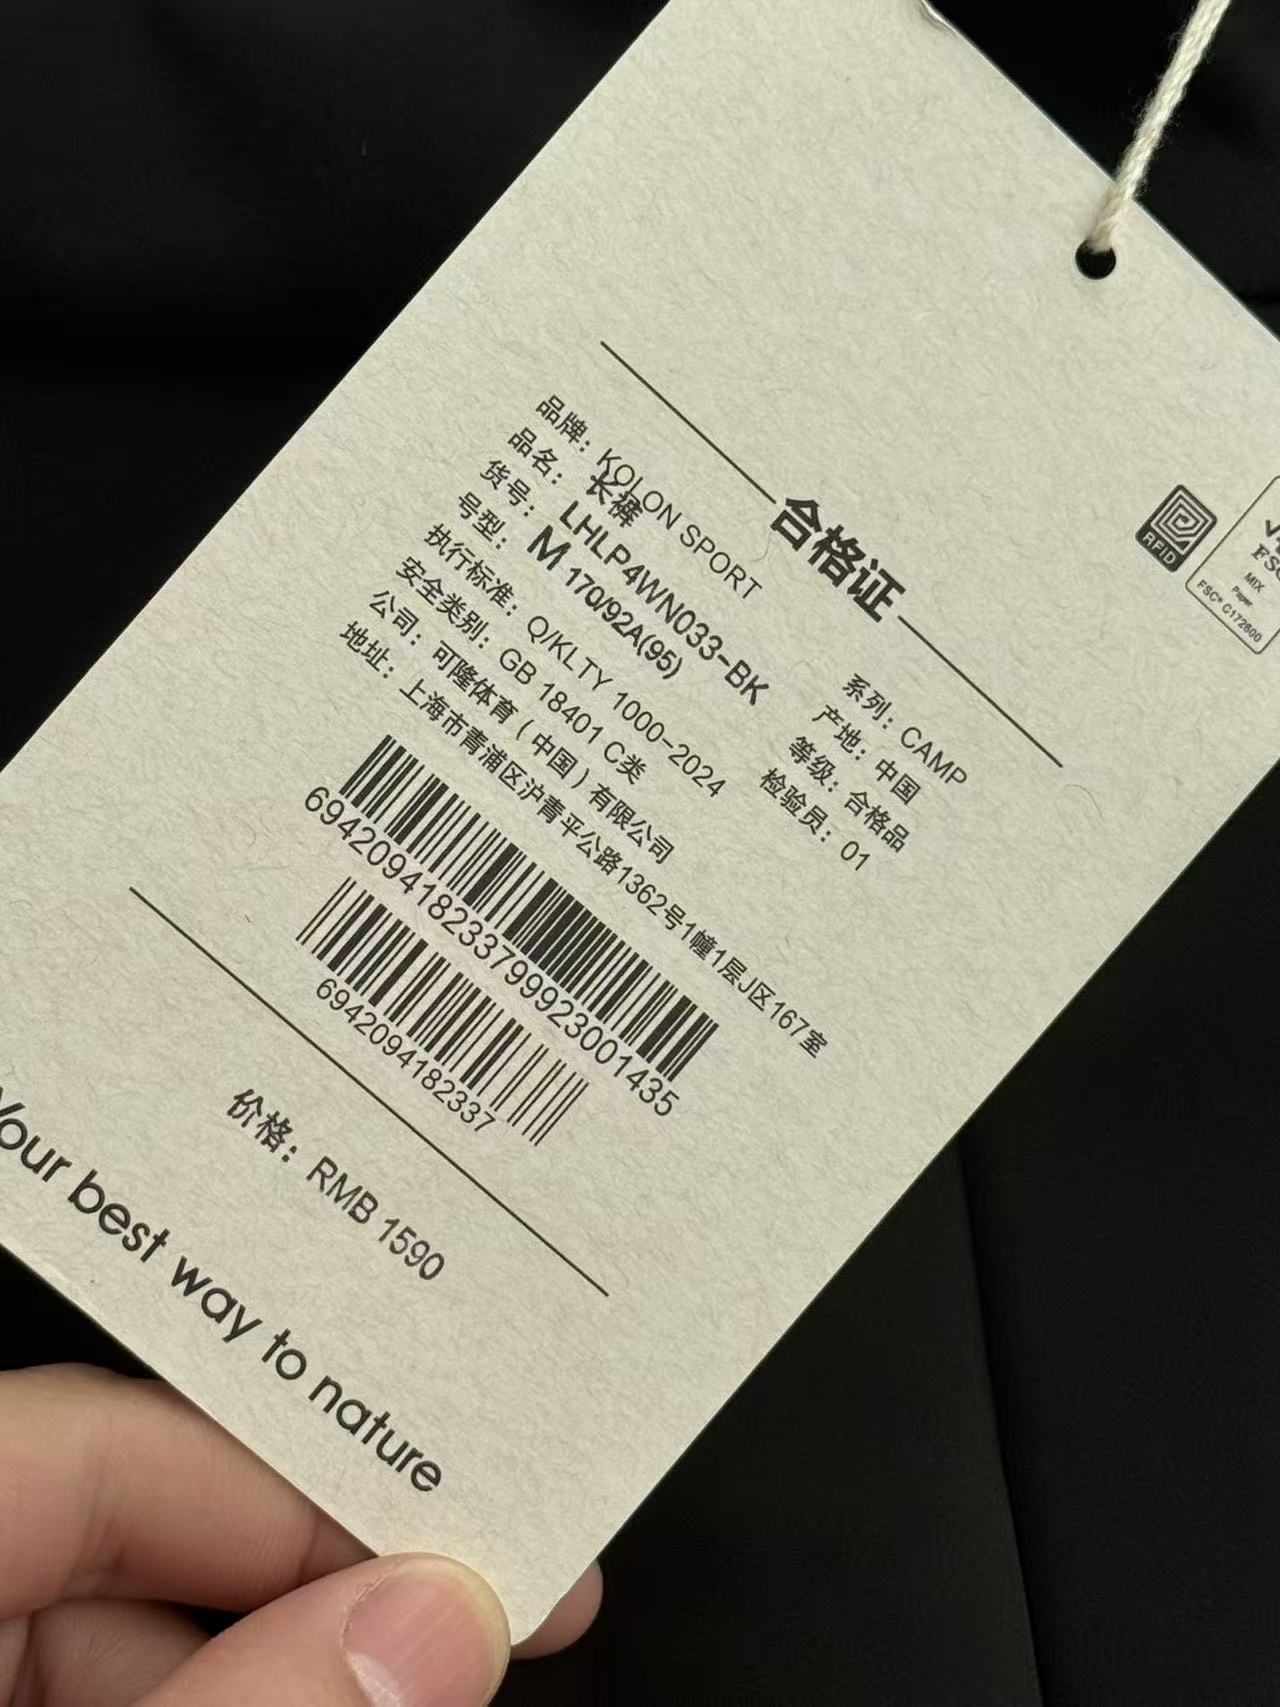 合格证
品牌：KOLON SPORT
品名：长裤
货号：LHLP4WN033-BK
号型：M 170/92A(95)
执行标准：Q/KLTY 1000-2024
安全类别：GB 18401 C类
公司：可隆体育（中国）有限公司
地址：上海市青浦区沪青平公路1362号1幢1层J区167室
系列：CAMP
产地：中国
等级：合格品
检验员：01
694209418233799923001435
6942094182337
价格：RMB 1590
Your best way to nature
RFID
MIX
Paper
FSC® C172600